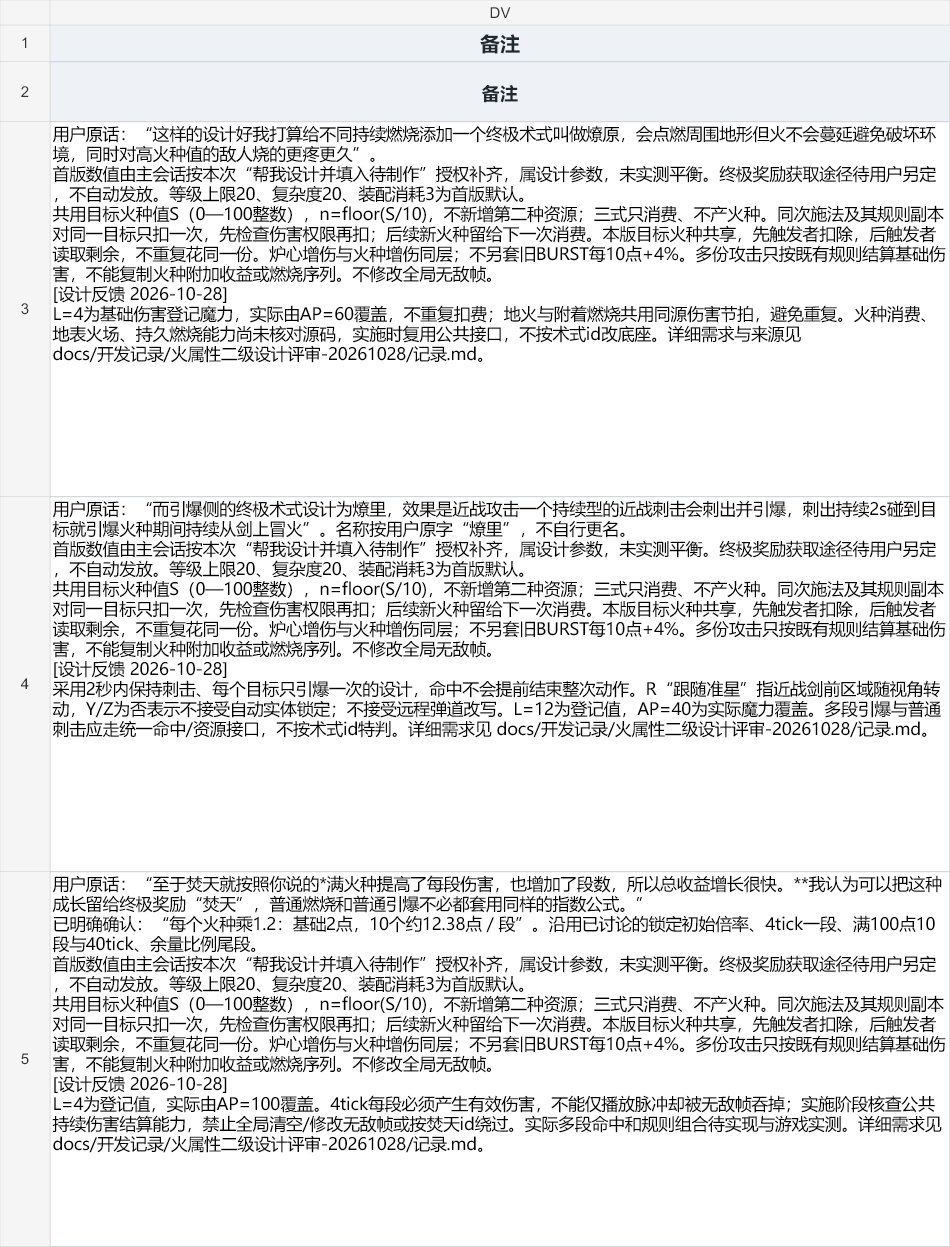 DV
1
备注
2
备注
3
用户原话：“这样的设计好我打算给不同持续燃烧添加一个终极术式叫做燎原，会点燃周围地形但火不会蔓延避免破坏环
境，同时对高火种值的敌人烧的更疼更久”。
首版数值由主会话按本次“帮我设计并填入待制作”授权补齐，属设计参数，未实测平衡。终极奖励获取途径待用户另定
，不自动发放。等级上限20、复杂度20、装配消耗3为首版默认。
共用目标火种值S（0—100整数），n=floor(S/10)，不新增第二种资源；三式只消费、不产火种。同次施法及其规则副本
对同一目标只扣一次，先检查伤害权限再扣；后续新火种留给下一次消费。本版目标火种共享，先触发者扣除，后触发者
读取剩余，不重复花同一份。炉心增伤与火种增伤同层；不另套旧BURST每10点+4%。多份攻击只按既有规则结算基础伤
害，不能复制火种附加收益或燃烧序列。不修改全局无敌帧。
[设计反馈 2026-10-28]
L=4为基础伤害登记魔力，实际由AP=60覆盖，不重复扣费；地火与附着燃烧共用同源伤害节拍，避免重复。火种消费、
地表火场、持久燃烧能力尚未核对源码，实施时复用公共接口，不按术式id改底座。详细需求与来源见
docs/开发记录/火属性二级设计评审-20261028/记录.md。
4
用户原话：“而引爆侧的终极术式设计为燎里，效果是近战攻击一个持续型的近战刺击会刺出并引爆，刺出持续2s碰到目
标就引爆火种期间持续从剑上冒火”。名称按用户原字“燎里”，不自行更名。
首版数值由主会话按本次“帮我设计并填入待制作”授权补齐，属设计参数，未实测平衡。终极奖励获取途径待用户另定
，不自动发放。等级上限20、复杂度20、装配消耗3为首版默认。
共用目标火种值S（0—100整数），n=floor(S/10)，不新增第二种资源；三式只消费、不产火种。同次施法及其规则副本
对同一目标只扣一次，先检查伤害权限再扣；后续新火种留给下一次消费。本版目标火种共享，先触发者扣除，后触发者
读取剩余，不重复花同一份。炉心增伤与火种增伤同层；不另套旧BURST每10点+4%。多份攻击只按既有规则结算基础伤
害，不能复制火种附加收益或燃烧序列。不修改全局无敌帧。
[设计反馈 2026-10-28]
采用2秒内保持刺击、每个目标只引爆一次的设计，命中不会提前结束整次动作。R“跟随准星”指近战剑前区域随视角转
动，Y/Z为否表示不接受自动实体锁定；不接受远程弹道改写。L=12为登记值，AP=40为实际魔力覆盖。多段引爆与普通
刺击应走统一命中/资源接口，不按术式id特判。详细需求见 docs/开发记录/火属性二级设计评审-20261028/记录.md。
5
用户原话：“至于焚天就按照你说的*满火种提高了每段伤害，也增加了段数，所以总收益增长很快。**我认为可以把这种
成长留给终极奖励“焚天”，普通燃烧和普通引爆不必都套用同样的指数公式。”
已明确确认：“每个火种乘1.2：基础2点，10个约12.38点 / 段”。沿用已讨论的锁定初始倍率、4tick一段、满100点10
段与40tick、余量比例尾段。
首版数值由主会话按本次“帮我设计并填入待制作”授权补齐，属设计参数，未实测平衡。终极奖励获取途径待用户另定
，不自动发放。等级上限20、复杂度20、装配消耗3为首版默认。
共用目标火种值S（0—100整数），n=floor(S/10)，不新增第二种资源；三式只消费、不产火种。同次施法及其规则副本
对同一目标只扣一次，先检查伤害权限再扣；后续新火种留给下一次消费。本版目标火种共享，先触发者扣除，后触发者
读取剩余，不重复花同一份。炉心增伤与火种增伤同层；不另套旧BURST每10点+4%。多份攻击只按既有规则结算基础伤
害，不能复制火种附加收益或燃烧序列。不修改全局无敌帧。
[设计反馈 2026-10-28]
L=4为登记值，实际由AP=100覆盖。4tick每段必须产生有效伤害，不能仅播放脉冲却被无敌帧吞掉；实施阶段核查公共
持续伤害结算能力，禁止全局清空/修改无敌帧或按焚天id绕过。实际多段命中和规则组合待实现与游戏实测。详细需求见
docs/开发记录/火属性二级设计评审-20261028/记录.md。